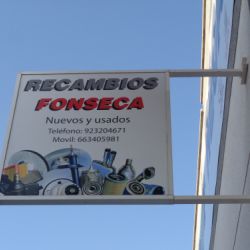 RECAMBIOS
FONSECA
Nuevos y usados
Teléfono: 923204671
Movil: 663405981